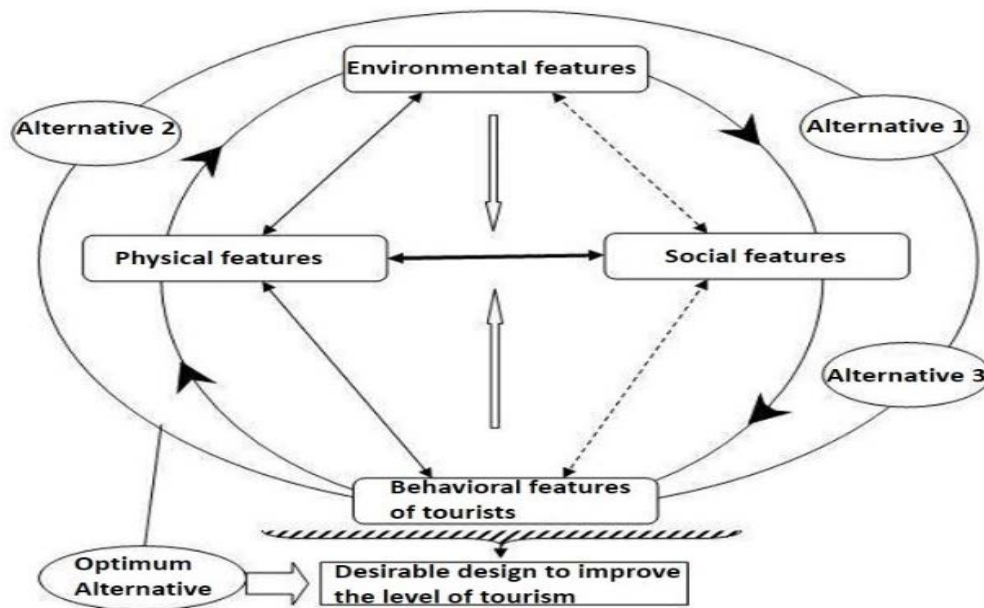 Environmental features
Alternative 2
Alternative 1
Physical features
Social features
Alternative 3
Behavioral features
of tourists
Optimum
Alternative
Desirable design to improve
the level of tourism